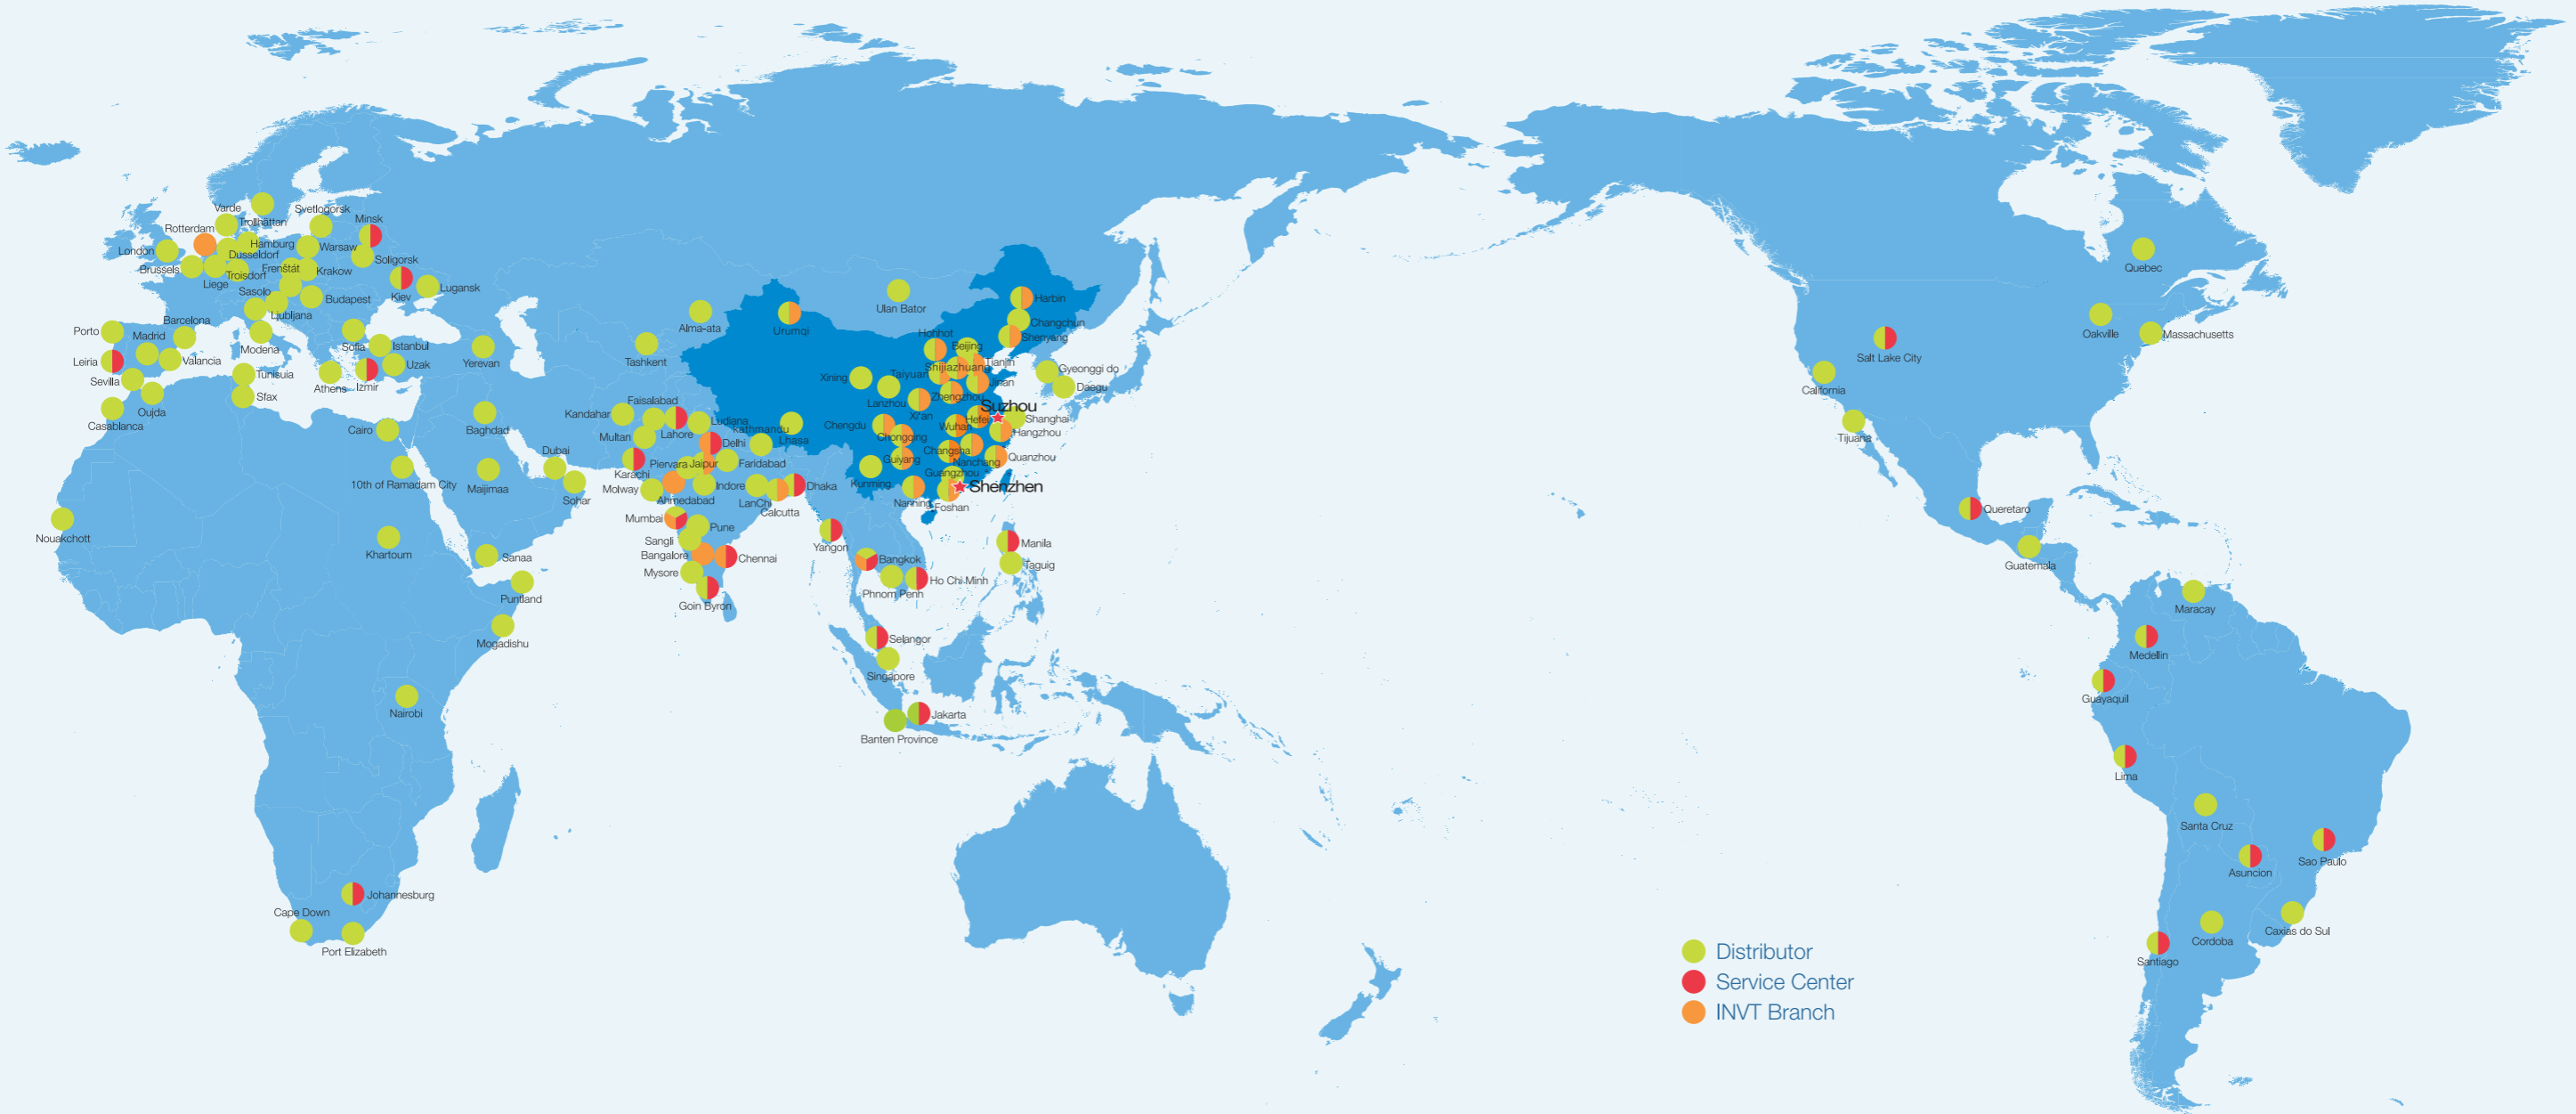 Varde
Trollhattan
Svetlogorsk
Minsk
Rotterdam
Hamburg
Warsaw
London
Dusseldorf
Soligorsk
Brussels
Troisdorf
Frenštát
Krakow
Liege
Kiev
Lugansk
Sasolo
Budapest
Ljubljana
Barcelona
Porto
Madrid
Modena
Sofia
Istanbul
Leiria
Valancia
Uzak
Yerevan
Sevilla
Tunisuia
Athens
Izmir
Oujda
Sfax
Casablanca
Cairo
Baghdad
10th of Ramadam City
Maijimaa
Dubai
Sohar
Nouakchott
Khartoum
Sanaa
Puntland
Mogadishu
Nairobi
Johannesburg
Cape Down
Port Elizabeth
Alma-ata
Tashkent
Urumqi
Ulan Bator
Harbin
Changchun
Shenyang
Hohhot
Beijing
Tianjin
Shijiazhuang
Taiyuan
Jinan
Xining
Lanzhou
Zhengzhou
Xi'an
Suzhou
Shanghai
Hefei
Wuhan
Hangzhou
Chengdu
Chongqing
Lhasa
Changsha
Nanchang
Quanzhou
Guiyang
Guangzhou
Kunming
Nanning
Foshan
Shenzhen
Gyeonggi do
Daegu
Kandahar
Faisalabad
Ludiana
Kathmandu
Multan
Lahore
Delhi
Karachi
Piervara
Jaipur
Faridabad
Molway
Ahmedabad
Indore
LanChi
Calcutta
Dhaka
Mumbai
Pune
Sangli
Bangalore
Chennai
Mysore
Goin Byron
Yangon
Bangkok
Phnom Penh
Ho Chi Minh
Manila
Taguig
Selangor
Singapore
Jakarta
Banten Province
Quebec
Oakville
Massachusetts
Salt Lake City
California
Tijuana
Queretaro
Guatemala
Maracay
Medellin
Guayaquil
Lima
Santa Cruz
Sao Paulo
Asuncion
Caxias do Sul
Cordoba
Santiago
Distributor
Service Center
INVT Branch